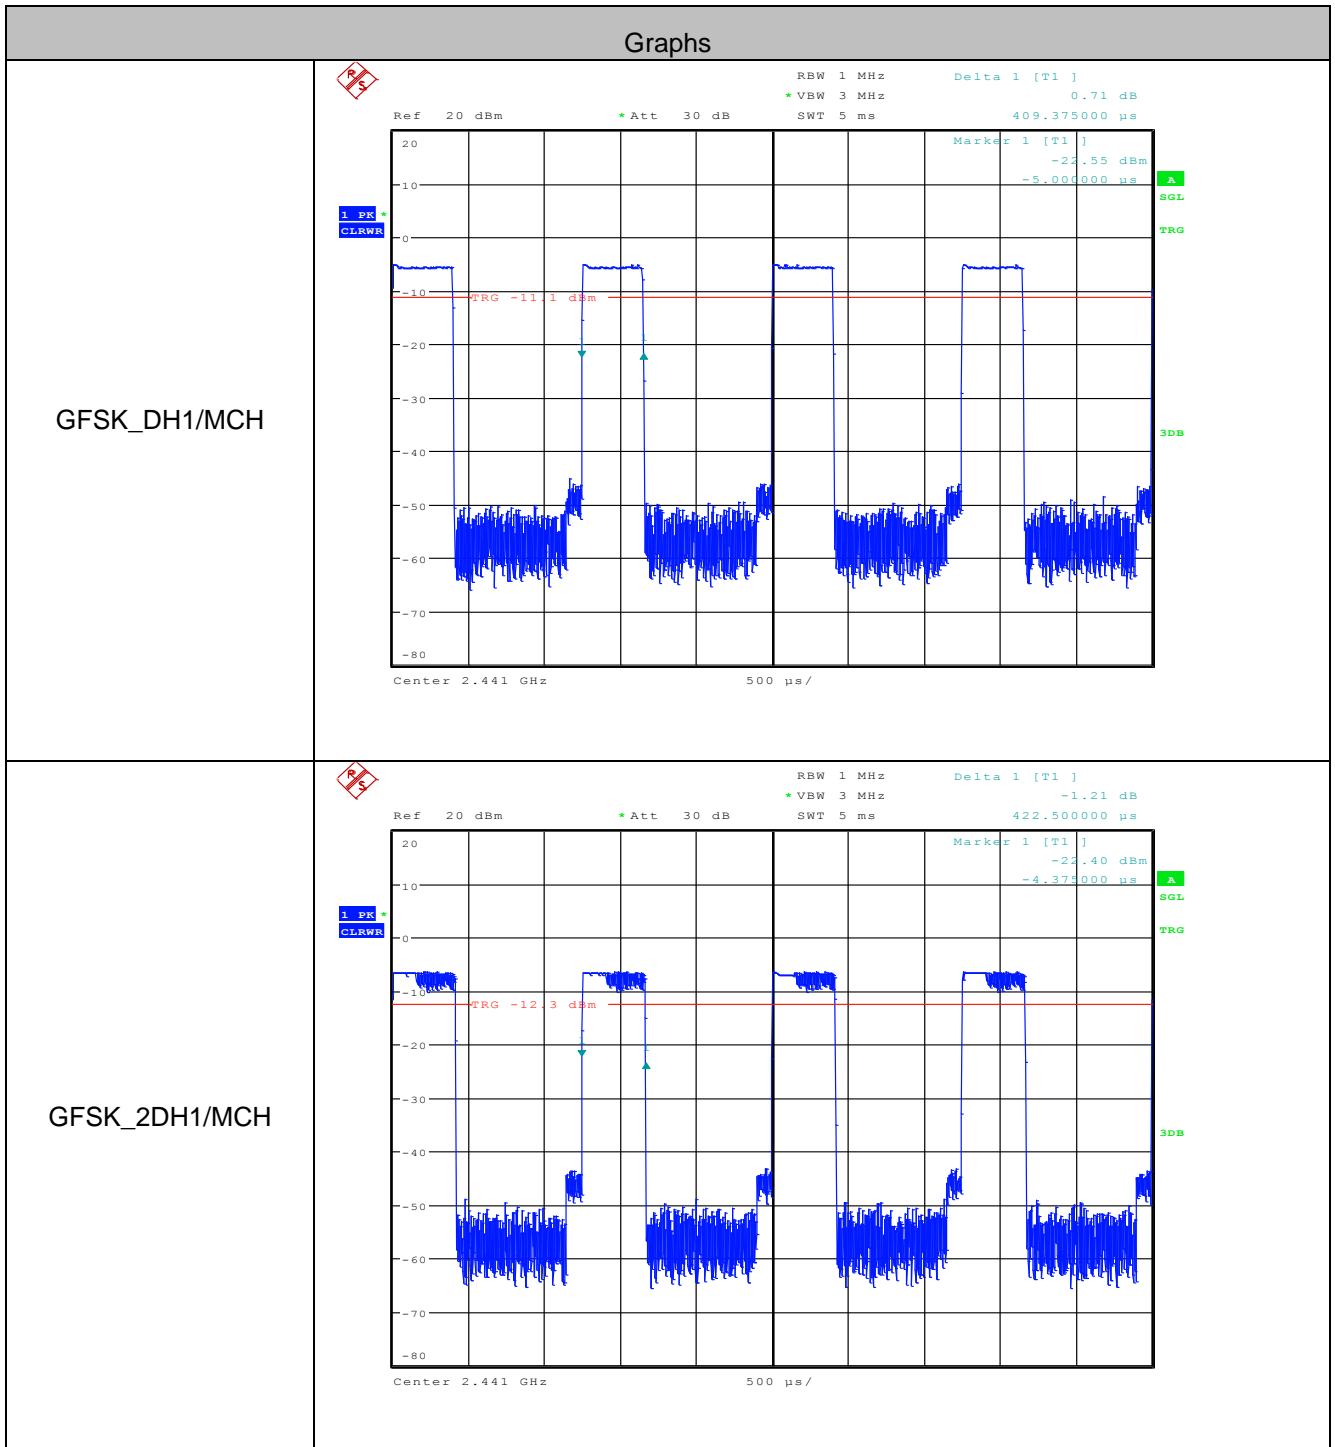 Graphs
GFSK_DH1/MCH
R S
RBW 1 MHz Delta 1 [T1 ]
* VBW 3 MHz 0.71 dB
Ref 20 dBm * Att 30 dB SWT 5 ms 409.375000 µs
20 Marker 1 [T1 ]
-22.55 dBm
10 -5.000000 µs A
SGL
1 PK *
CLRWR TRG
0
-10 TRG -11.1 dBm
-20 1 1
-30
-40 3DB
-50
-60
-70
-80
Center 2.441 GHz 500 µs/
GFSK_2DH1/MCH
R S
RBW 1 MHz Delta 1 [T1 ]
* VBW 3 MHz -1.21 dB
Ref 20 dBm * Att 30 dB SWT 5 ms 422.500000 µs
20 Marker 1 [T1 ]
-22.40 dBm
10 -4.375000 µs A
SGL
1 PK *
CLRWR TRG
0
-10 TRG -12.3 dBm
-20 1 1
-30
-40 3DB
-50
-60
-70
-80
Center 2.441 GHz 500 µs/